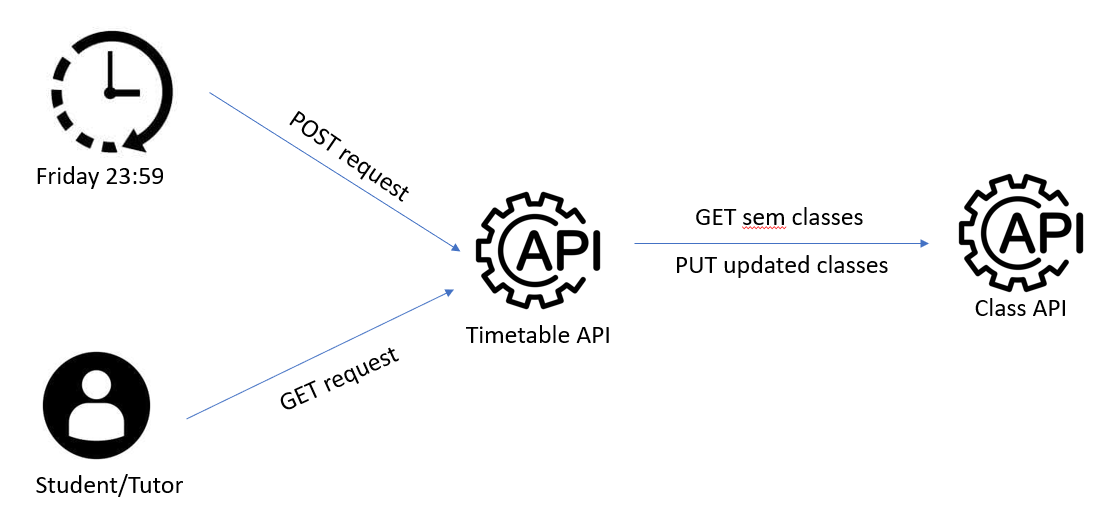 Friday 23:59
POST request
API
Timetable API
GET sem classes
PUT updated classes
API
Class API
GET request
Student/Tutor